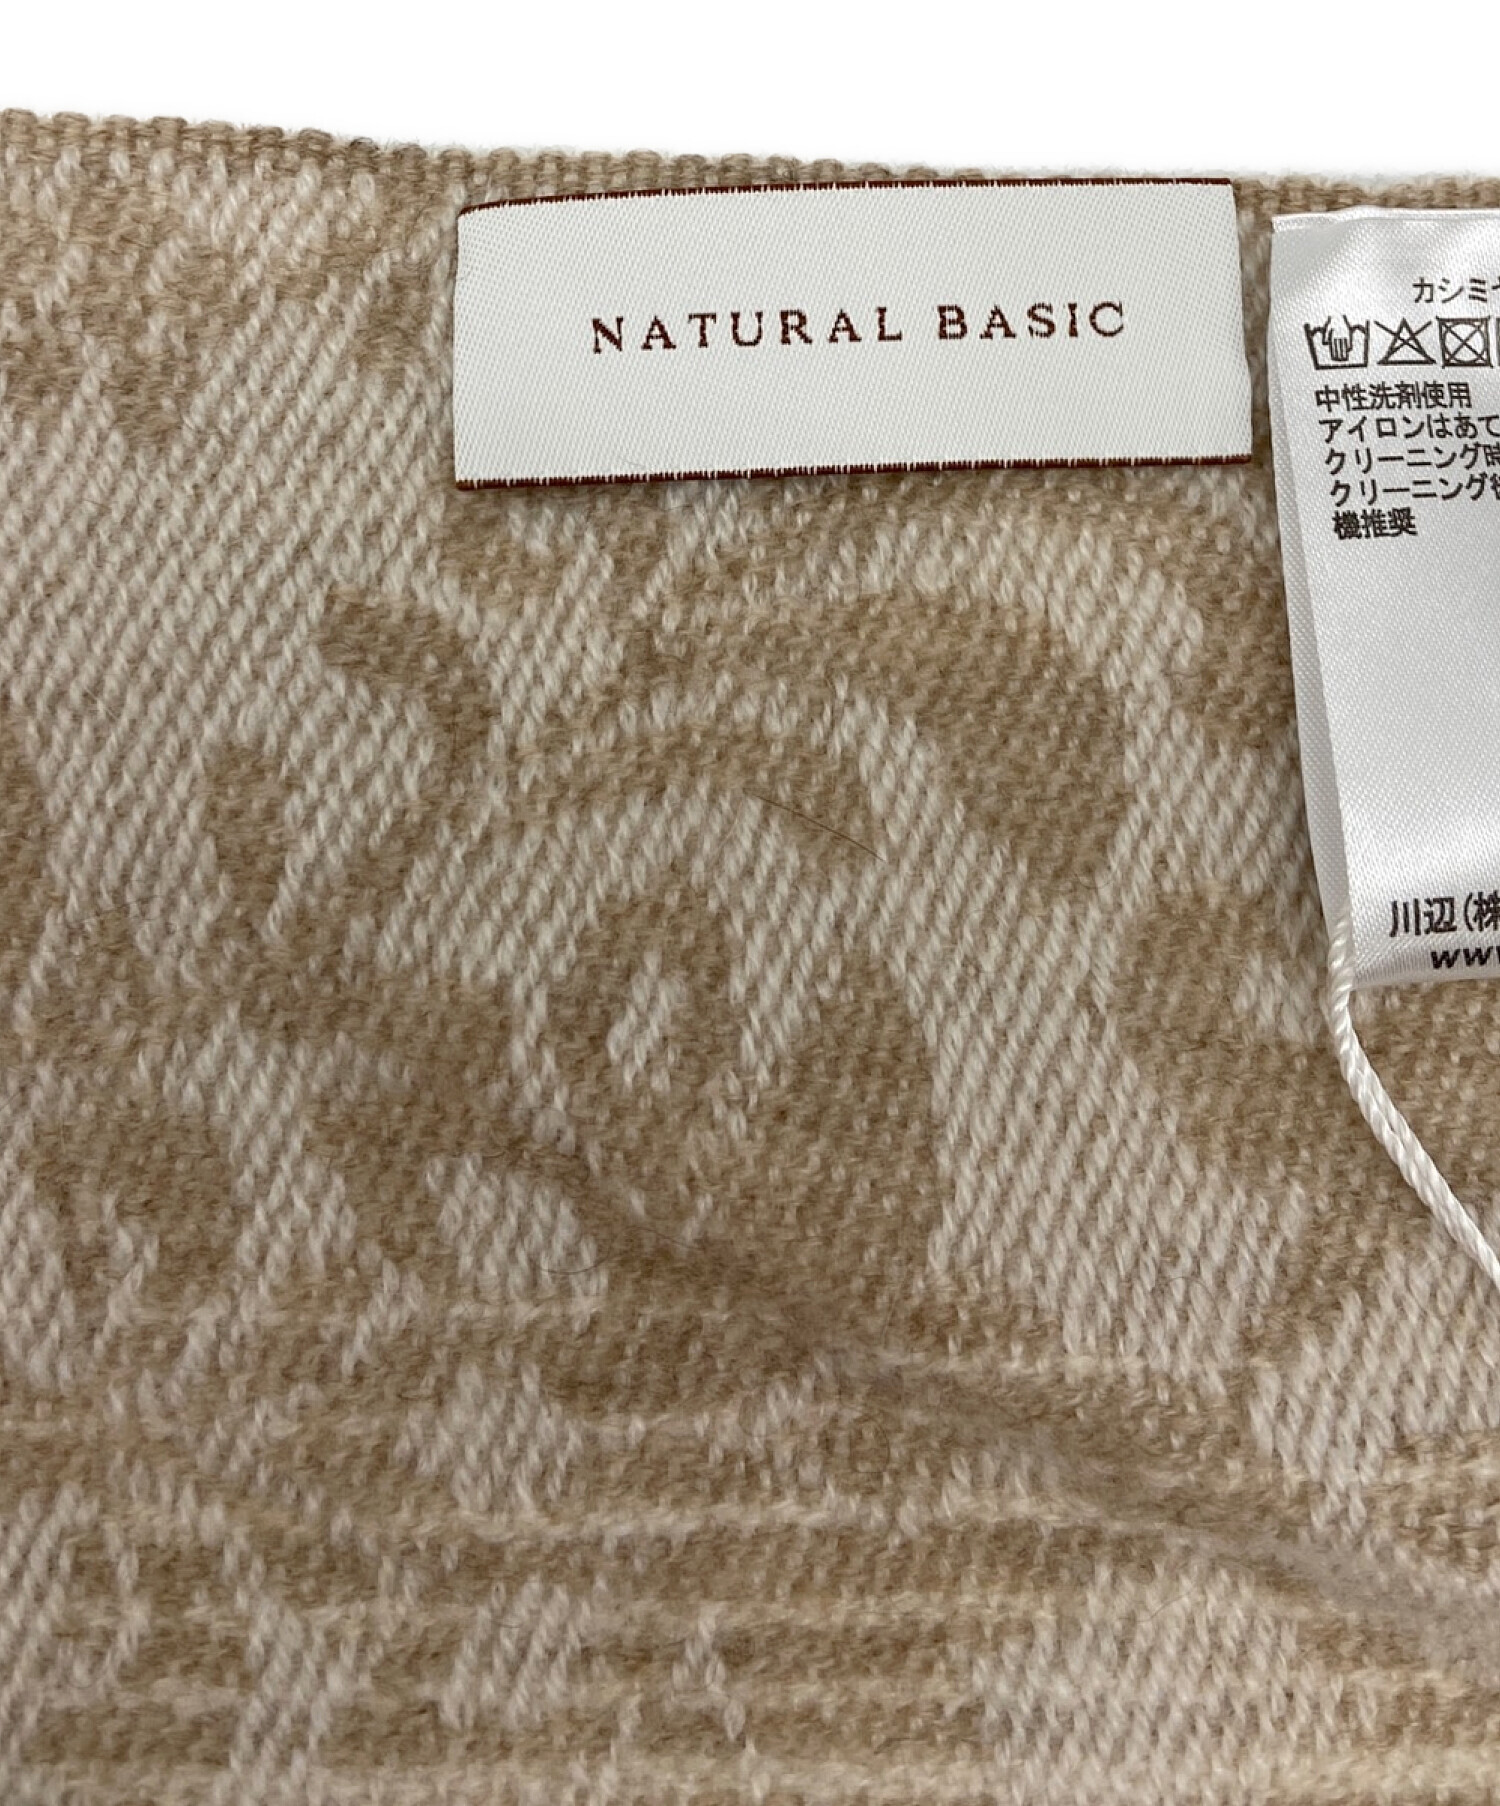 NATURAL BASIC
カシミ
中性洗剤使用
アイロンはあて
クリーニング時
クリーニング後
機推奨
川辺(株
www